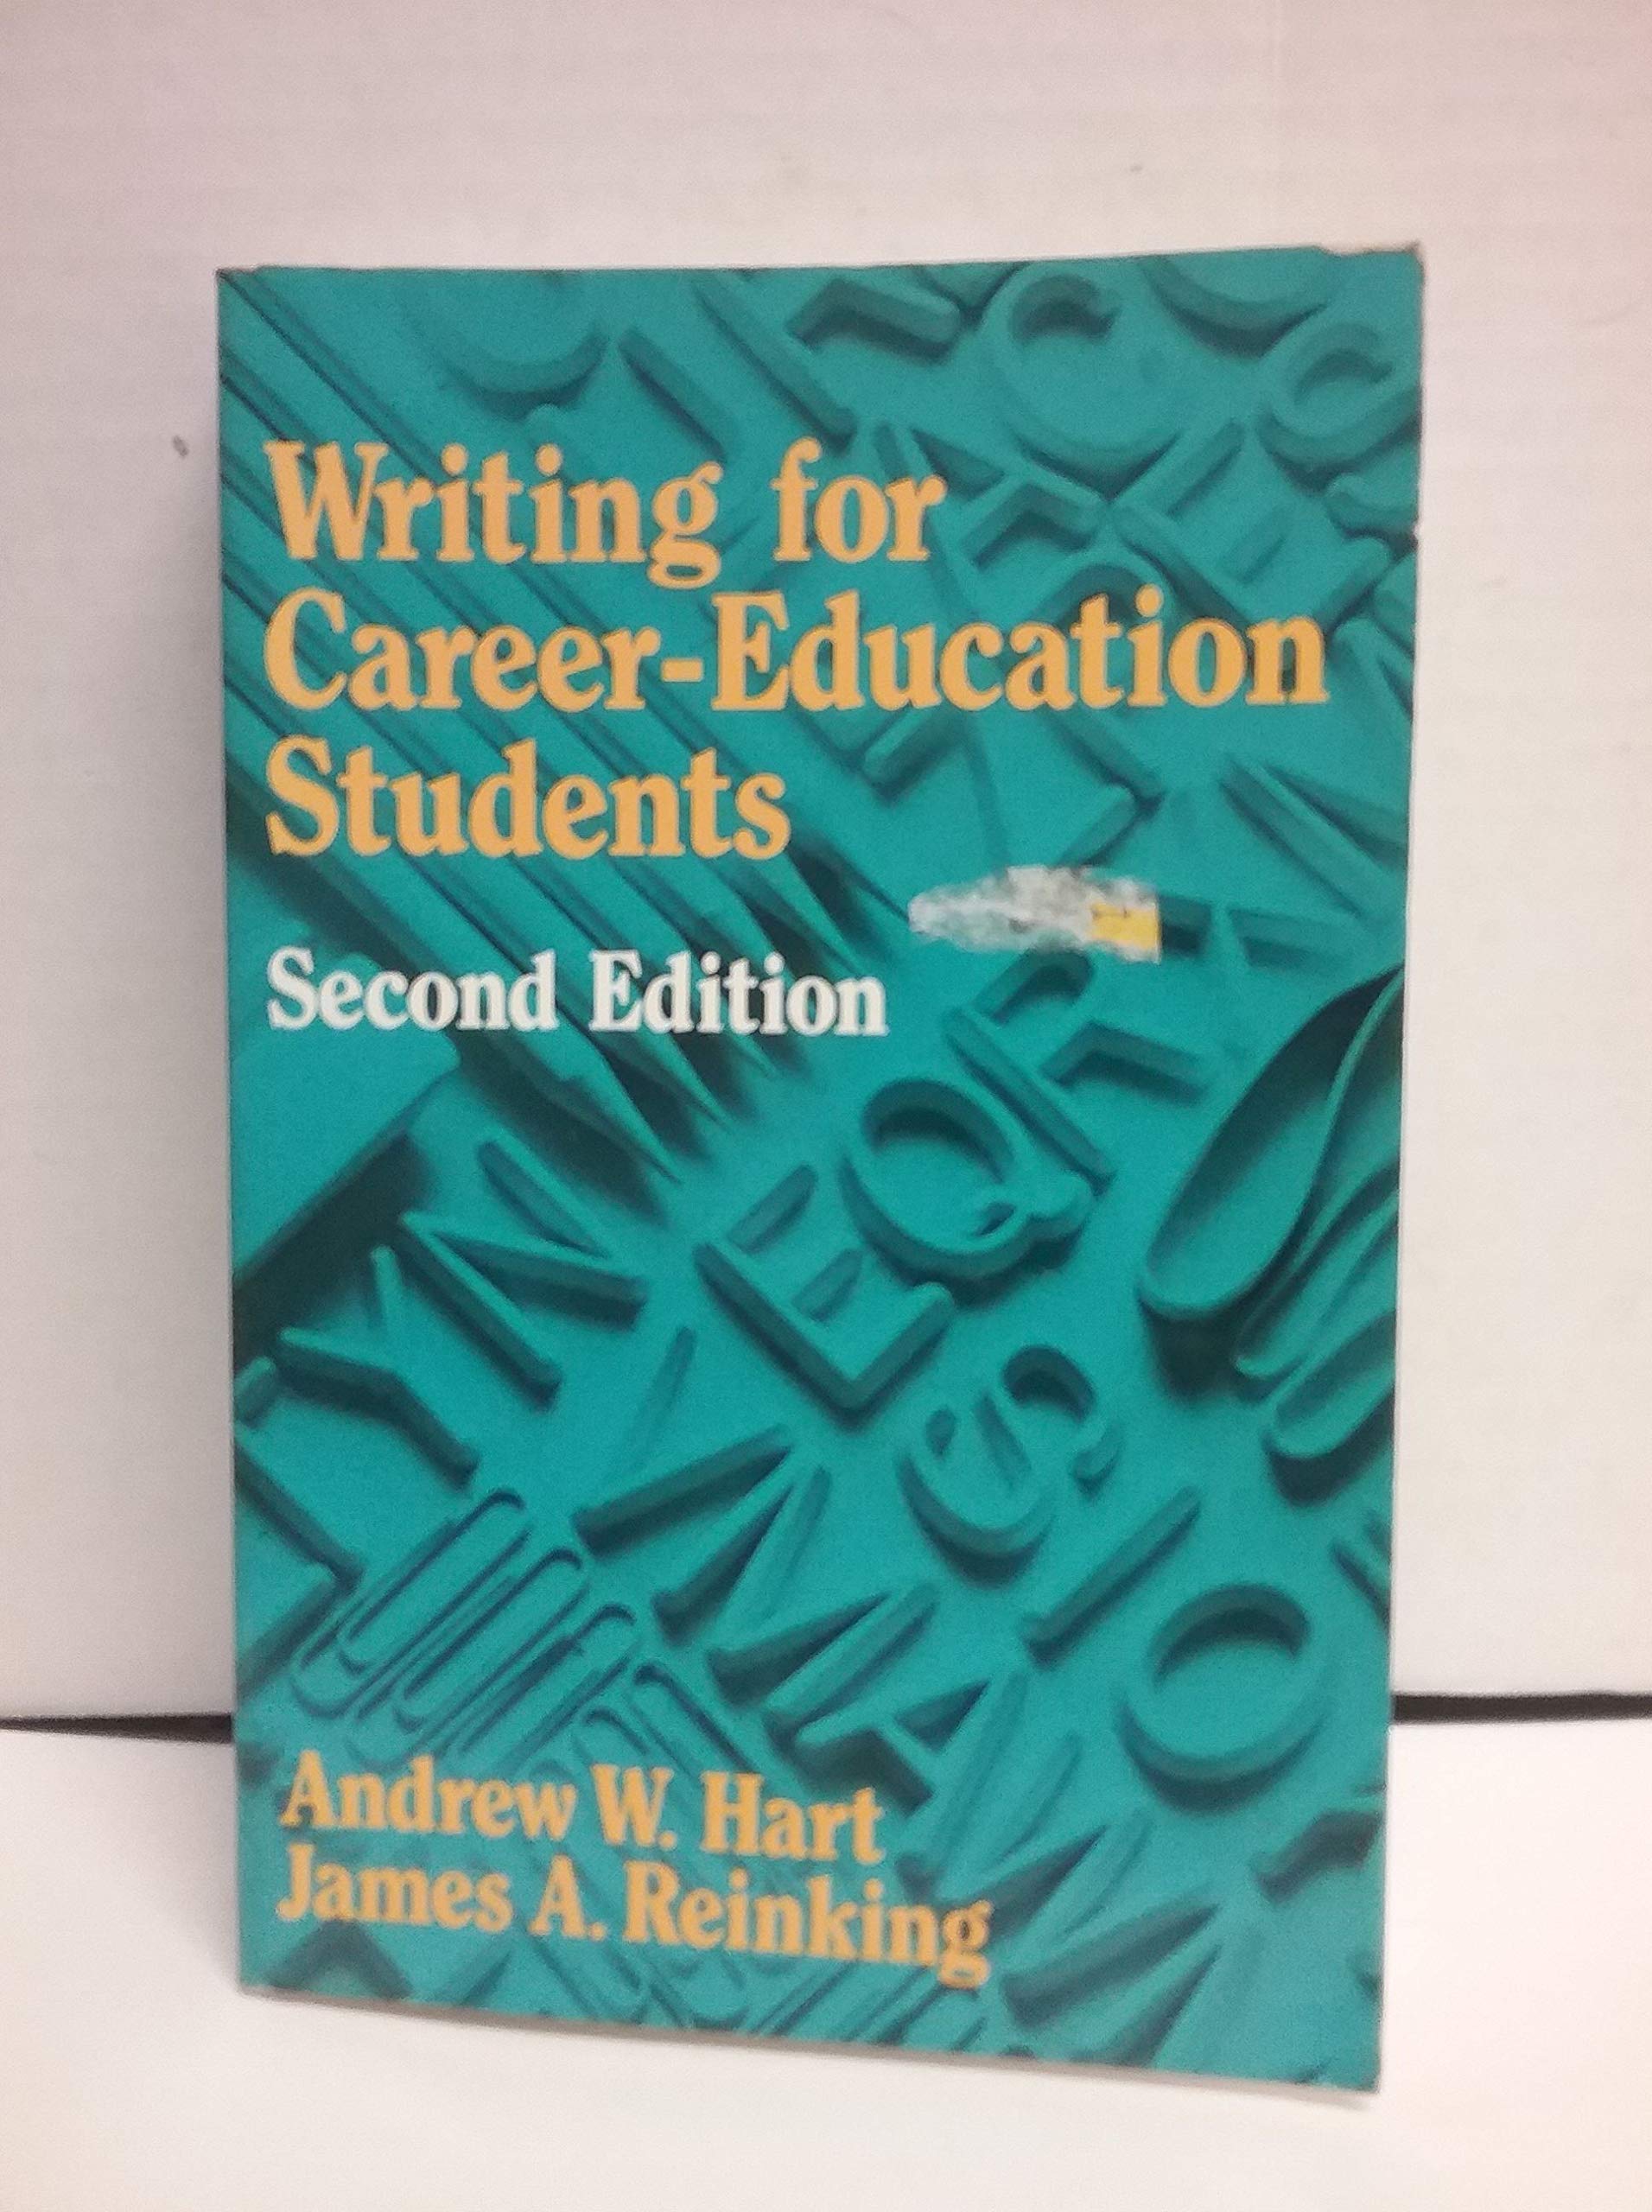 Writing for
Career-Education
Students
Second Edition
Andrew W. Hart
James A. Reinking